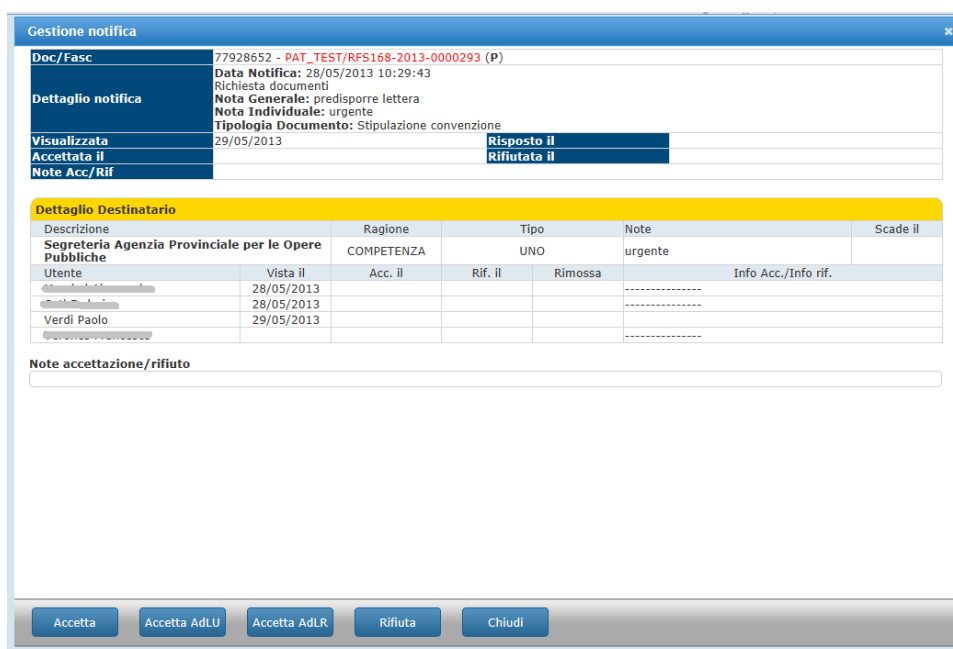 Gestione notifica
Doc/Fasc 77928652 - PAT_TEST/RFS168-2013-0000293 (P)
Dettaglio notifica
Data Notifica: 28/05/2013 10:29:43
Richiesta documenti
Nota Generale: predisporre lettera
Nota Individuale: urgente
Tipologia Documento: Stipulazione convenzione
Visualizzata 29/05/2013 Risposto il
Accettata il Rifiutata il
Note Acc/Rif
Dettaglio Destinatario
Descrizione Ragione Tipo Note Scade il
Segreteria Agenzia Provinciale per le Opere
Pubbliche COMPETENZA UNO urgente
Utente Vista il Acc. il Rif. il Rimossa Info Acc./Info rif.
28/05/2013 ---------------
28/05/2013 ---------------
Verdi Paolo 29/05/2013
---------------
Note accettazione/rifiuto
Accetta Accetta AdLU Accetta AdLR Rifiuta Chiudi